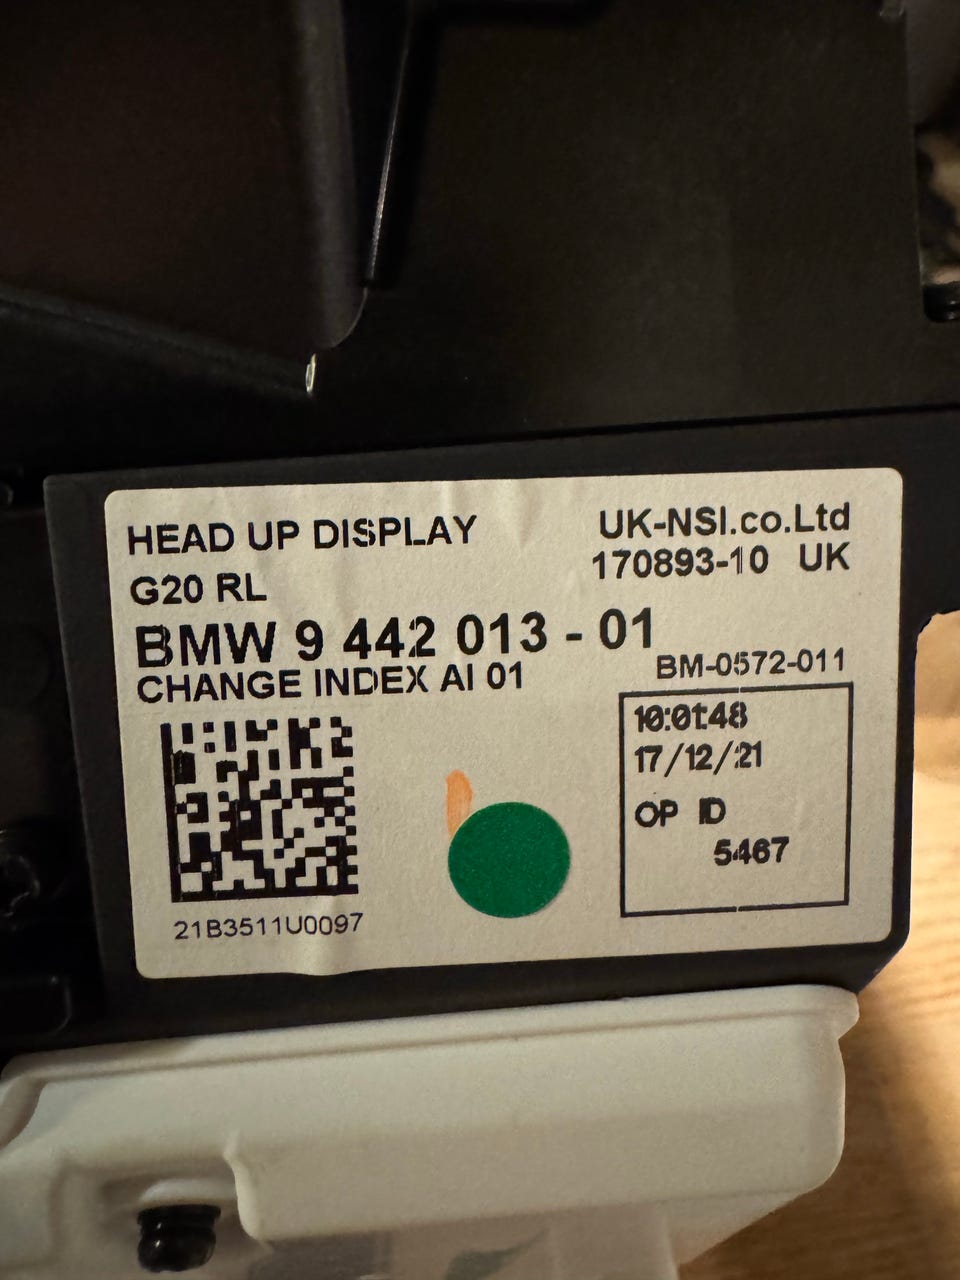 HEAD UP DISPLAY
UK-NSI.co.Ltd
G20 RL
170893-10 UK
BMW 9 442 013 - 01
CHANGE INDEX AI 01
BM-0572-011
10:01:48
17/12/21
OP ID
5467
21B3511U0097